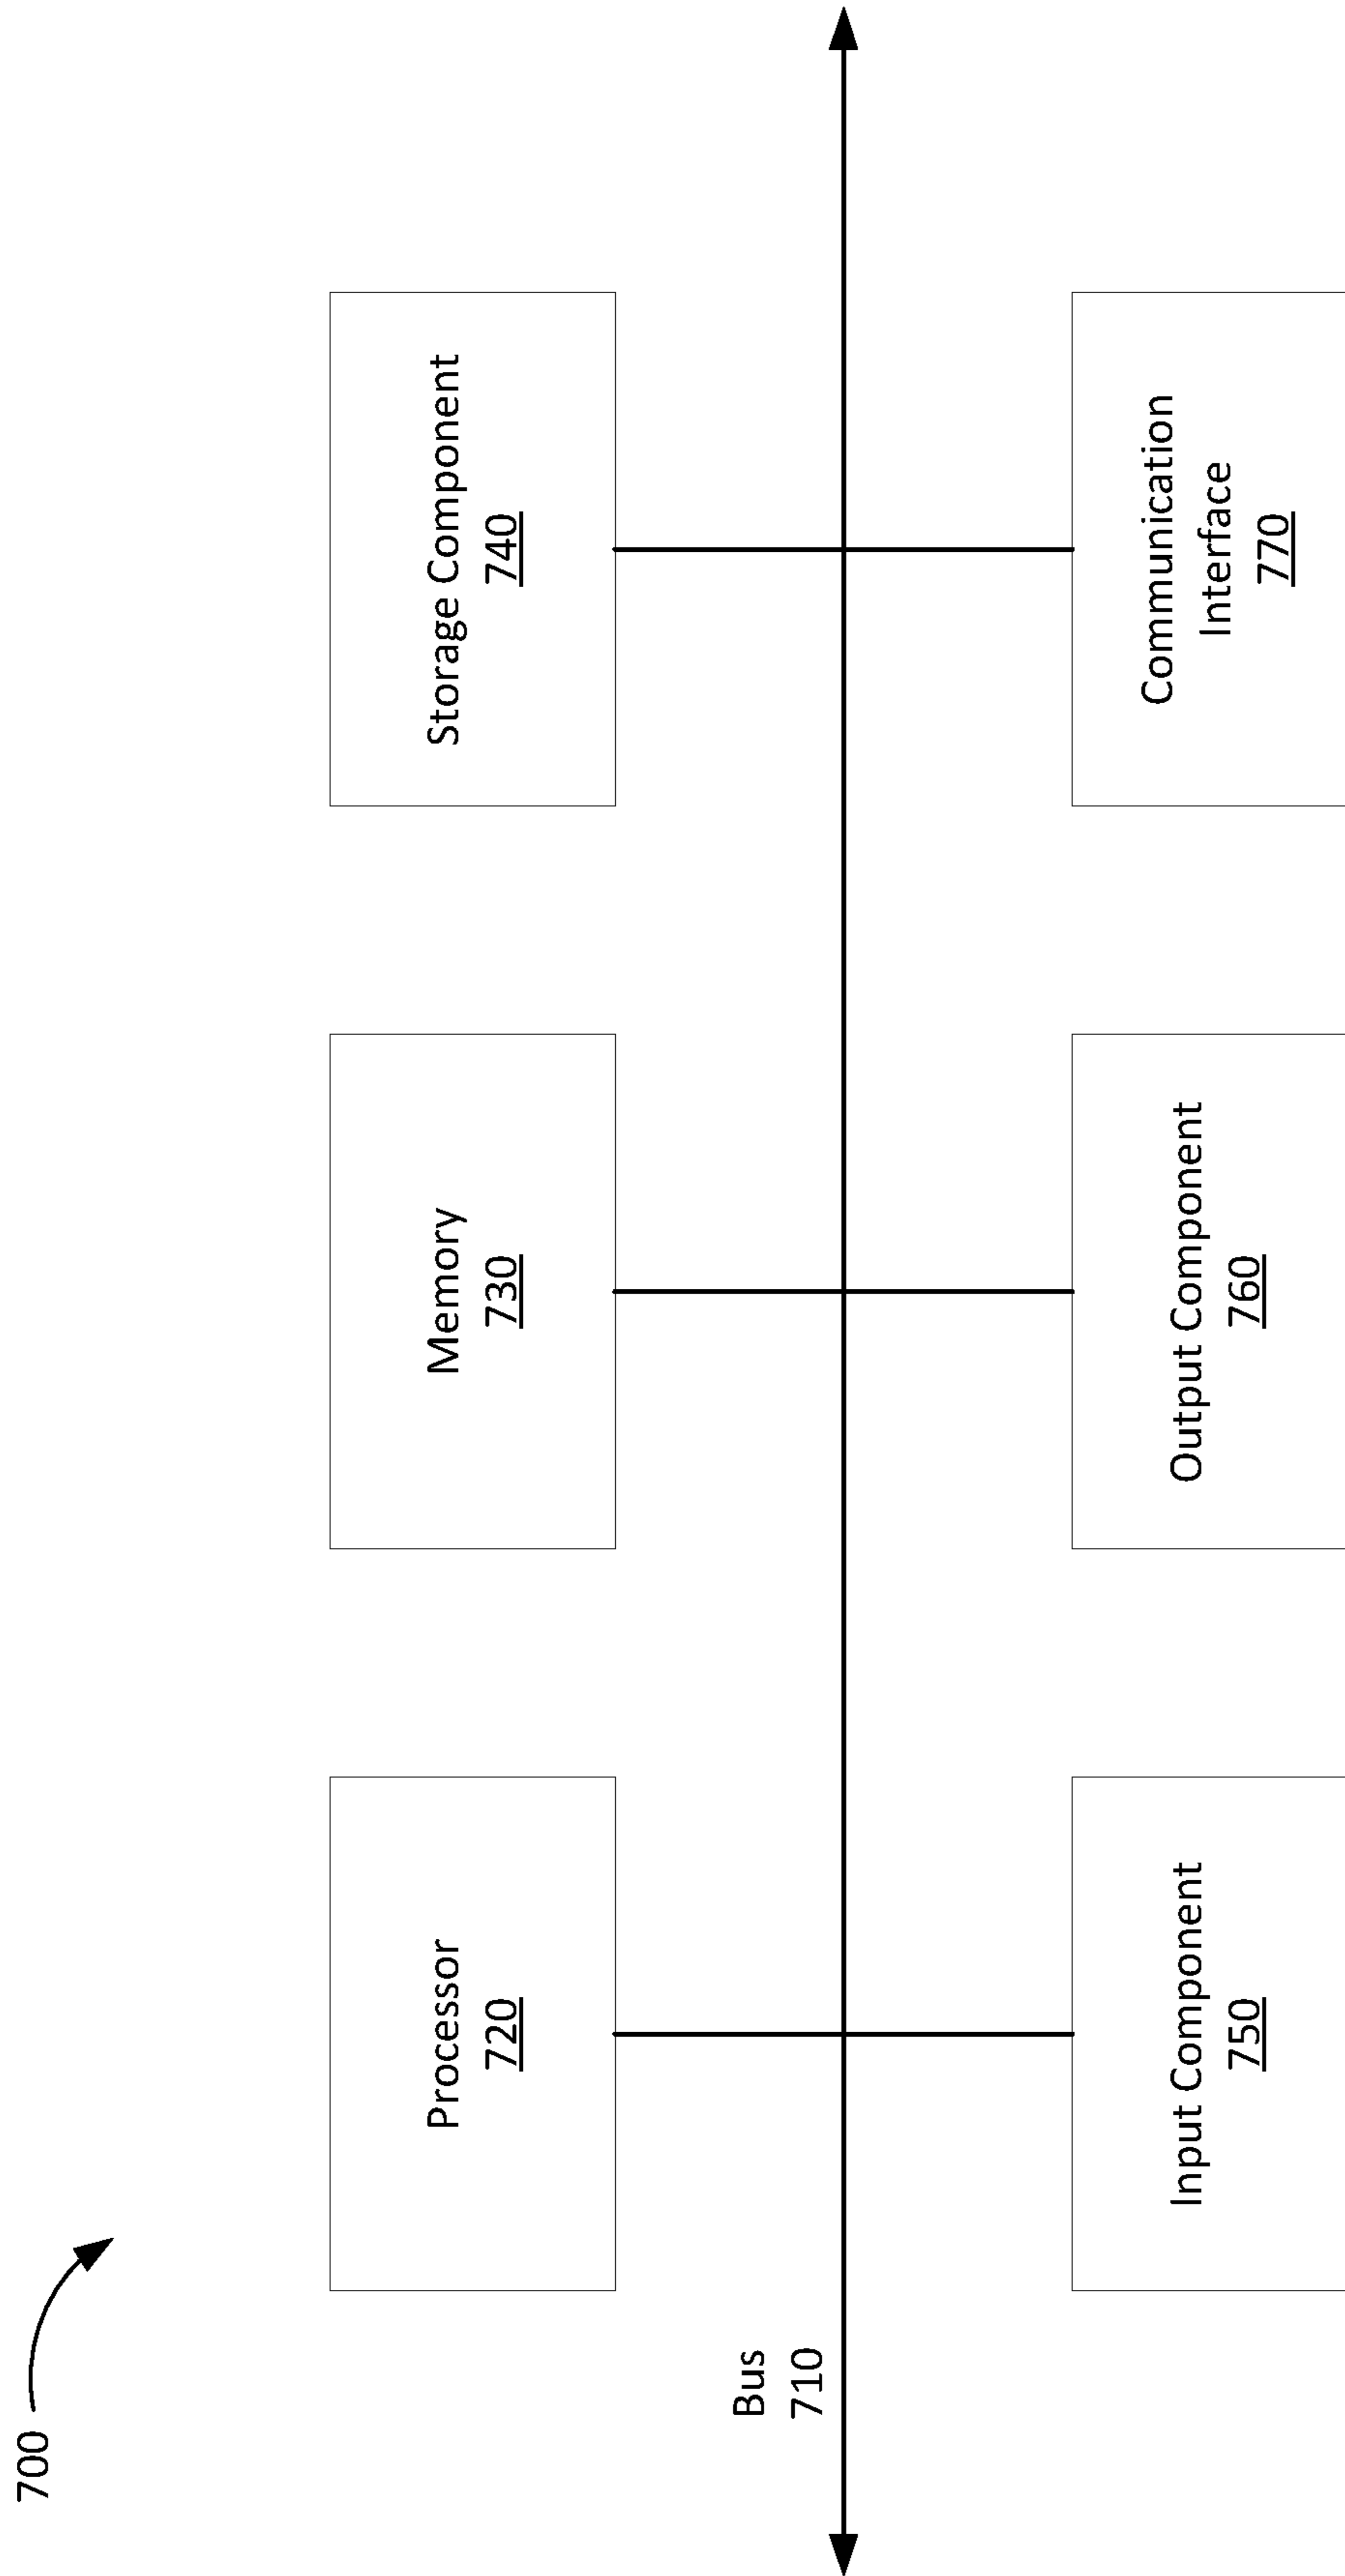 700
Processor
720
Memory
730
Storage Component
740
Bus
710
Input Component
750
Output Component
760
Communication
Interface
770